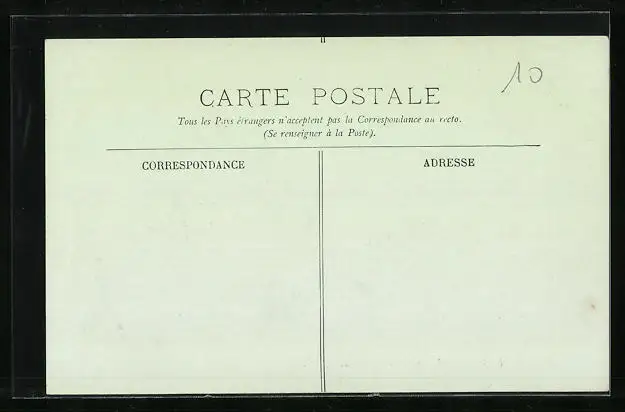 10
CARTE POSTALE
Tous les Pays étrangers n'acceptent pas la Correspondance au recto.
(Se renseigner à la Poste).
CORRESPONDANCE
ADRESSE